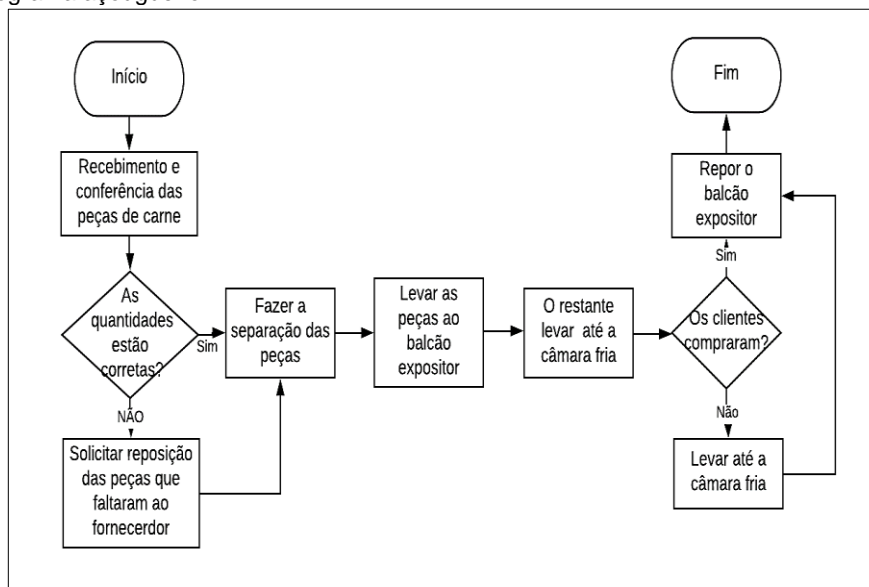 Início
Recebimento e
conferência das
peças de carne
As
quantidades
estão
corretas?
Sim
NÃO
Solicitar reposição
das peças que
faltaram ao
fornecerdor
Fazer a
separação das
peças
Levar as
peças ao
balcão
expositor
O restante
levar até a
câmara fria
Os clientes
compraram?
Sim
Não
Repor o
balcão
expositor
Fim
Levar até a
câmara fria